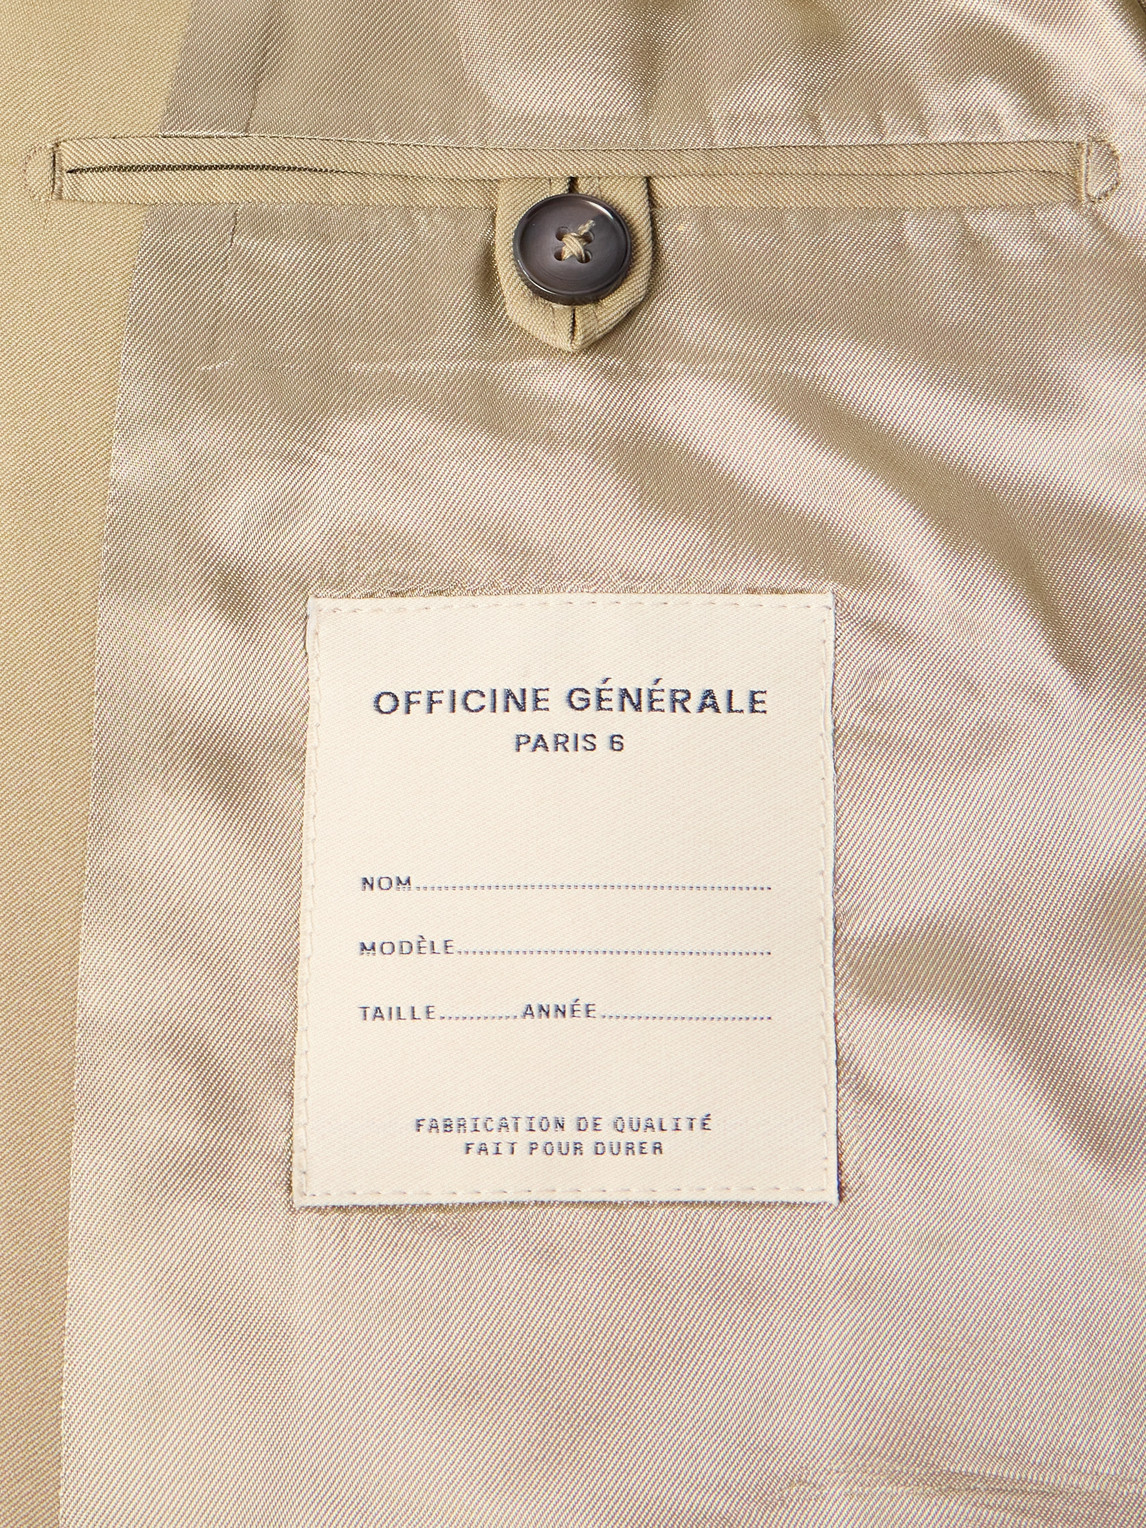 OFFICINE GÉNÉRALE
PARIS 6
NOM
MODÈLE
TAILLE ANNÉE
FABRICATION DE QUALITÉ
FAIT POUR DURER